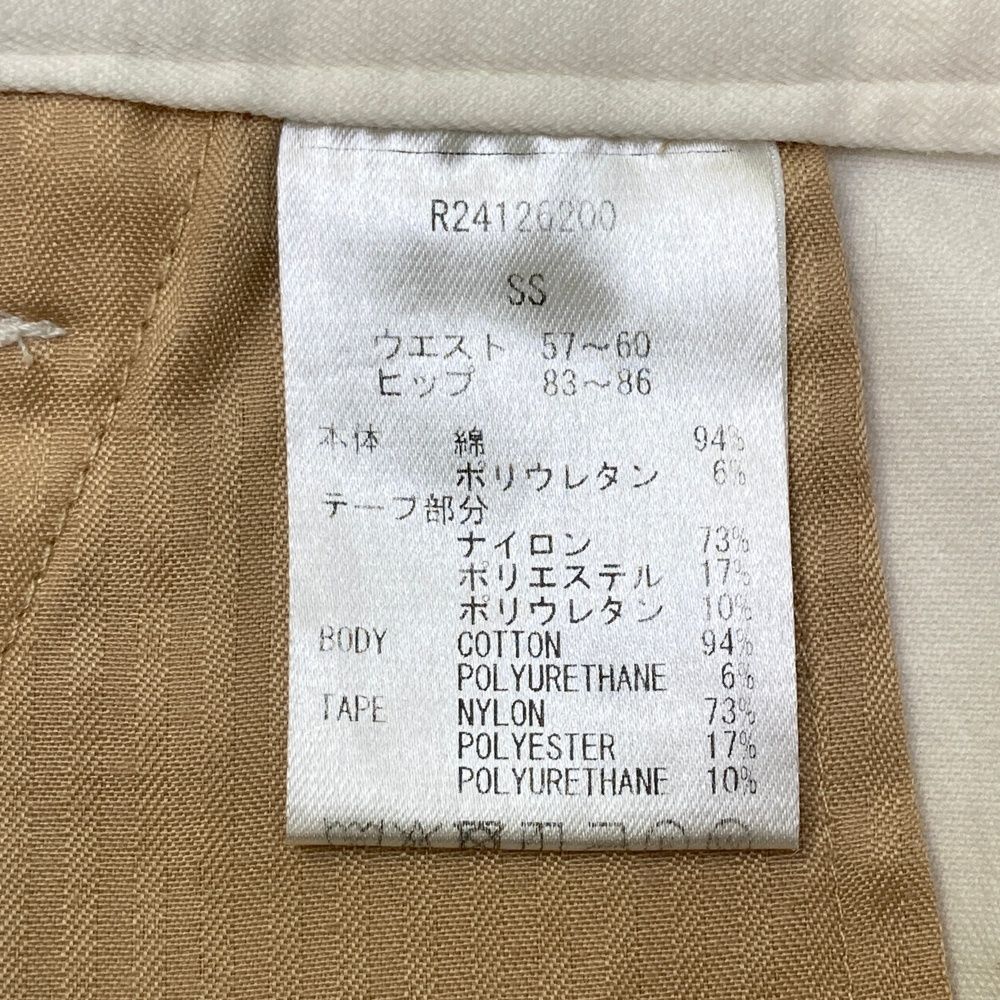 R24126200
SS
ウエスト 57～60
ヒップ 83～86
本体 綿 94%
ポリウレタン 6%
テープ部分
ナイロン 73%
ポリエステル 17%
ポリウレタン 10%
BODY COTTON 94%
POLYURETHANE 6%
TAPE NYLON 73%
POLYESTER 17%
POLYURETHANE 10%